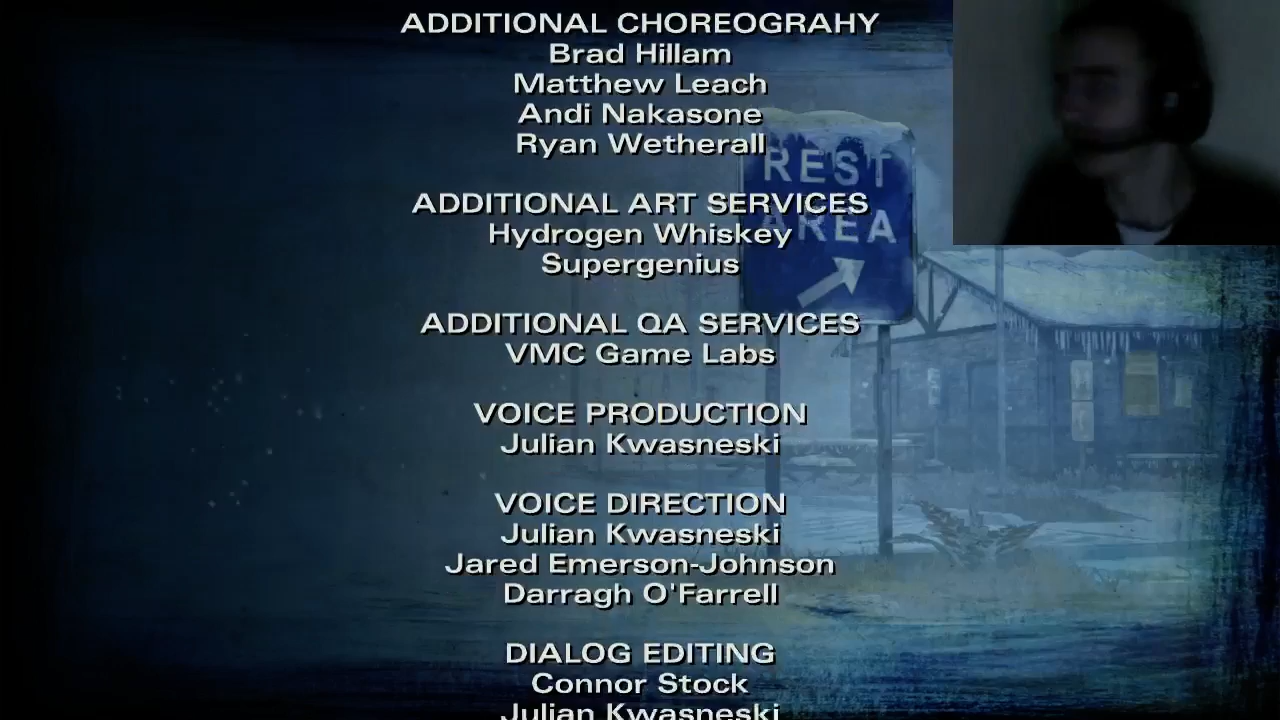 ADDITIONAL CHOREOGRAHY
Brad Hillam
Matthew Leach
Andi Nakasone
Ryan Wetherall
ADDITIONAL ART SERVICES
Hydrogen Whiskey
Supergenius
ADDITIONAL QA SERVICES
VMC Game Labs
VOICE PRODUCTION
Julian Kwasneski
VOICE DIRECTION
Julian Kwasneski
Jared Emerson-Johnson
Darragh O'Farrell
DIALOG EDITING
Connor Stock
Julian Kwasneski
REST
AREA